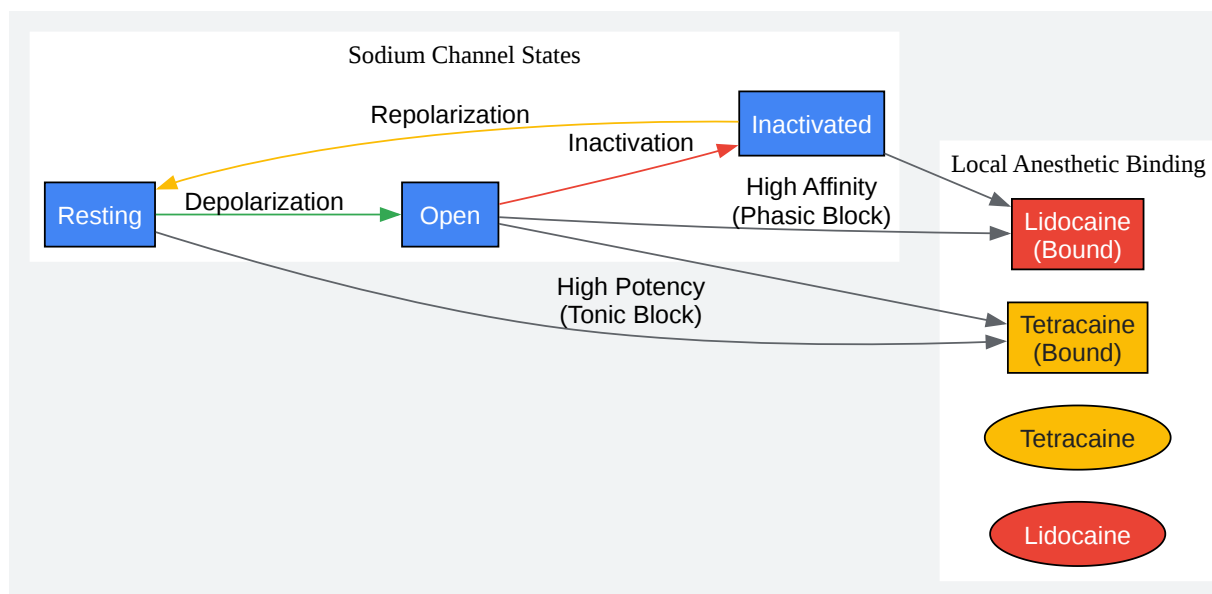 Sodium Channel States
Repolarization
Inactivated
Inactivation
Local Anesthetic Binding
Resting
Depolarization
Open
High Affinity
(Phasic Block)
Lidocaine
(Bound)
High Potency
(Tonic Block)
Tetracaine
(Bound)
Tetracaine
Lidocaine